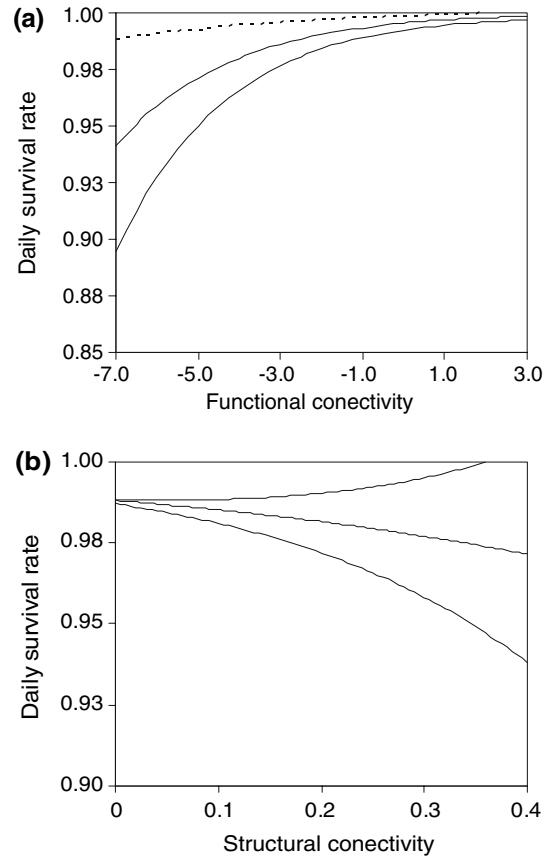 (a)
1.00
0.98
0.95
0.93
0.90
0.88
0.85
Daily survival rate
-7.0 -5.0 -3.0 -1.0 1.0 3.0
Functional conectivity
(b)
1.00
0.98
0.95
0.93
0.90
Daily survival rate
0 0.1 0.2 0.3 0.4
Structural conectivity